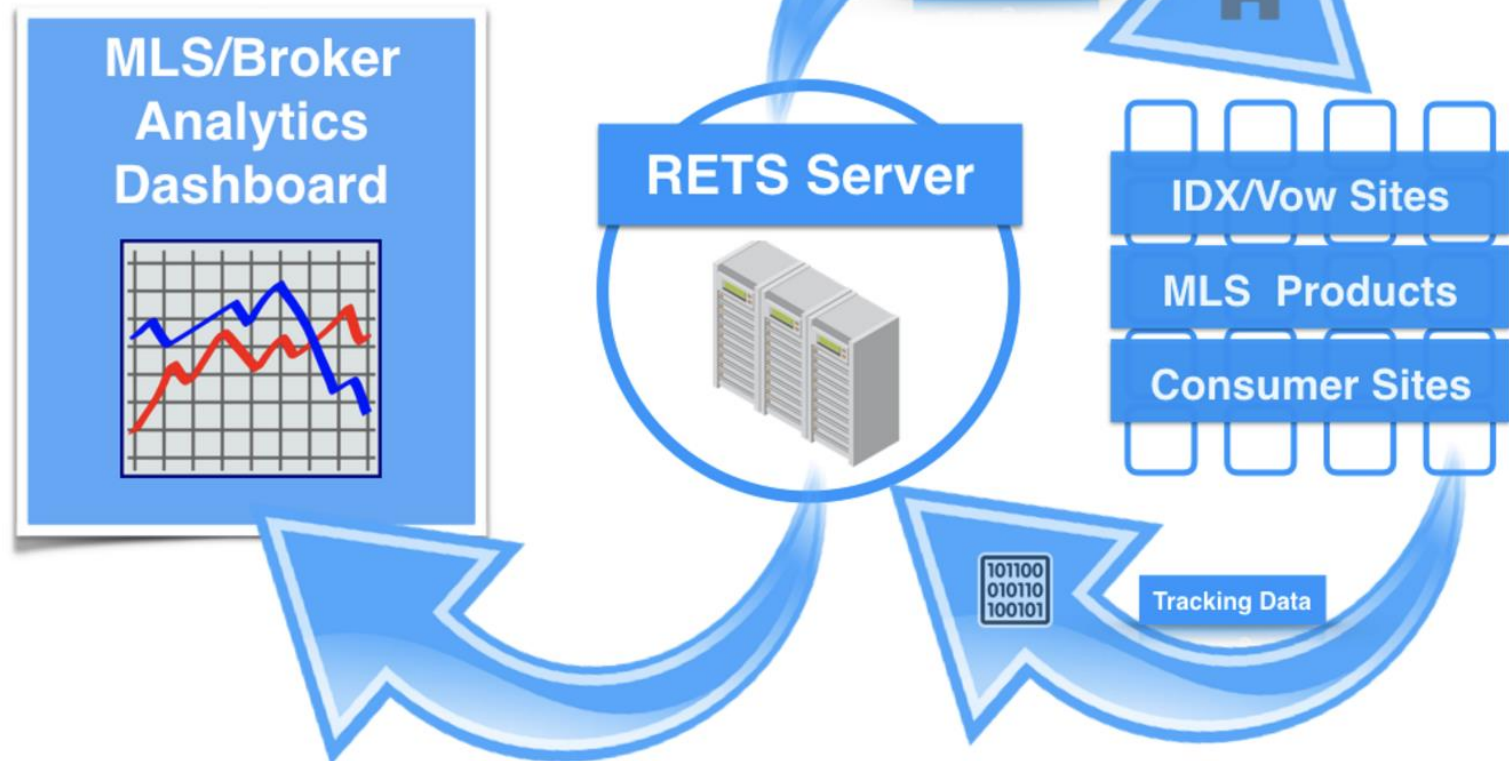 MLS/Broker
Analytics
Dashboard
RETS Server
IDX/Vow Sites
MLS Products
Consumer Sites
101100
010110
100101
Tracking Data